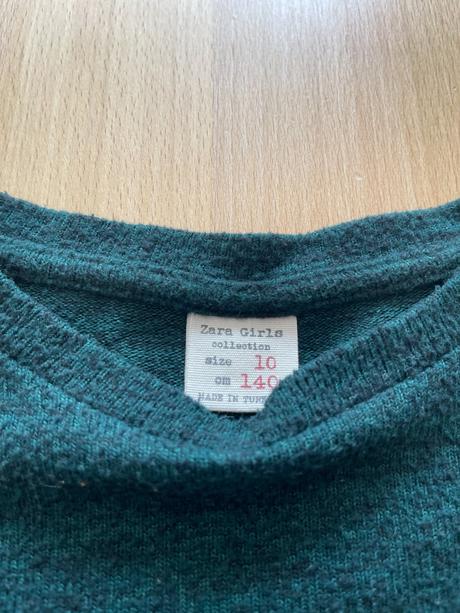 Zara Girls
collection
size 10
cm 140
MADE IN